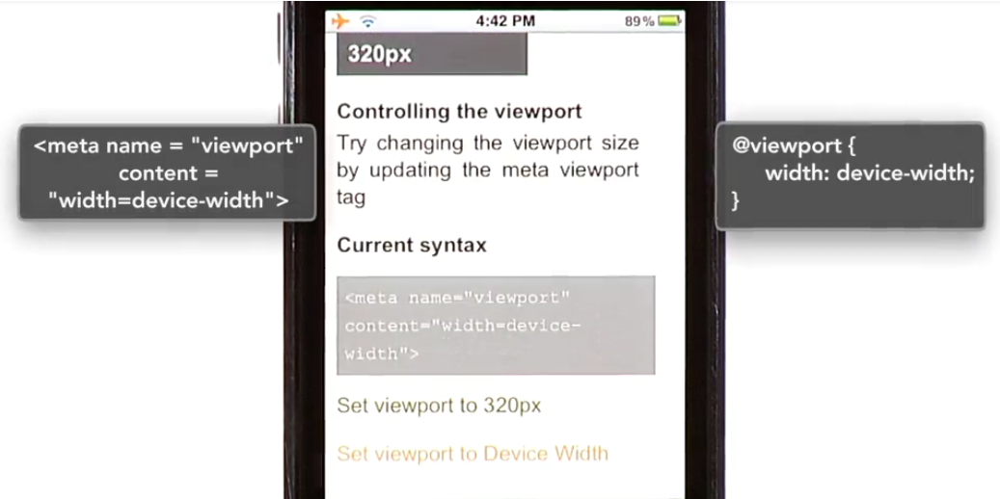 4:42 PM
89%
320px
Controlling the viewport
Try changing the viewport size
by updating the meta viewport
tag
Current syntax
<meta name="viewport"
content="width=device-
width">
Set viewport to 320px
Set viewport to Device Width
<meta name = "viewport"
content =
"width=device-width">
@viewport {
width: device-width;
}